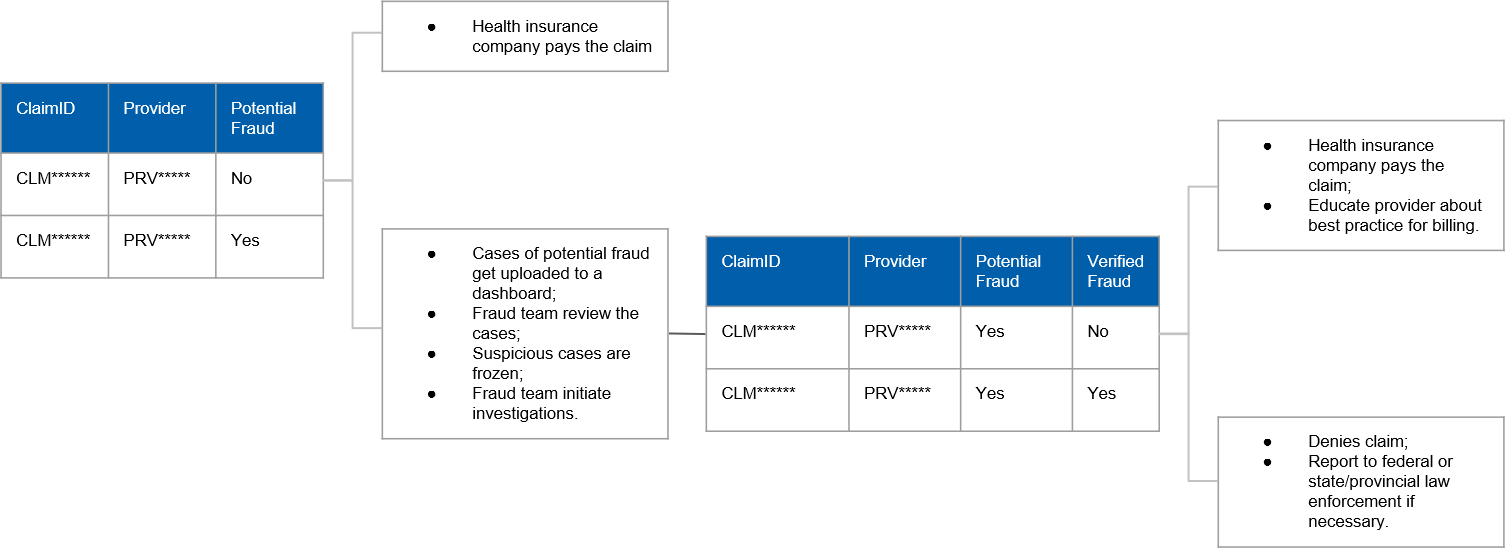 ● Health insurance
company pays the claim
ClaimID Provider Potential
Fraud
CLM****** PRV***** No
CLM****** PRV***** Yes
● Cases of potential fraud
get uploaded to a
dashboard;
● Fraud team review the
cases;
● Suspicious cases are
frozen;
● Fraud team initiate
investigations.
ClaimID Provider Potential
Fraud Verified
Fraud
CLM****** PRV***** Yes No
CLM****** PRV***** Yes Yes
● Health insurance
company pays the
claim;
● Educate provider about
best practice for billing.
● Denies claim;
● Report to federal or
state/provincial law
enforcement if
necessary.